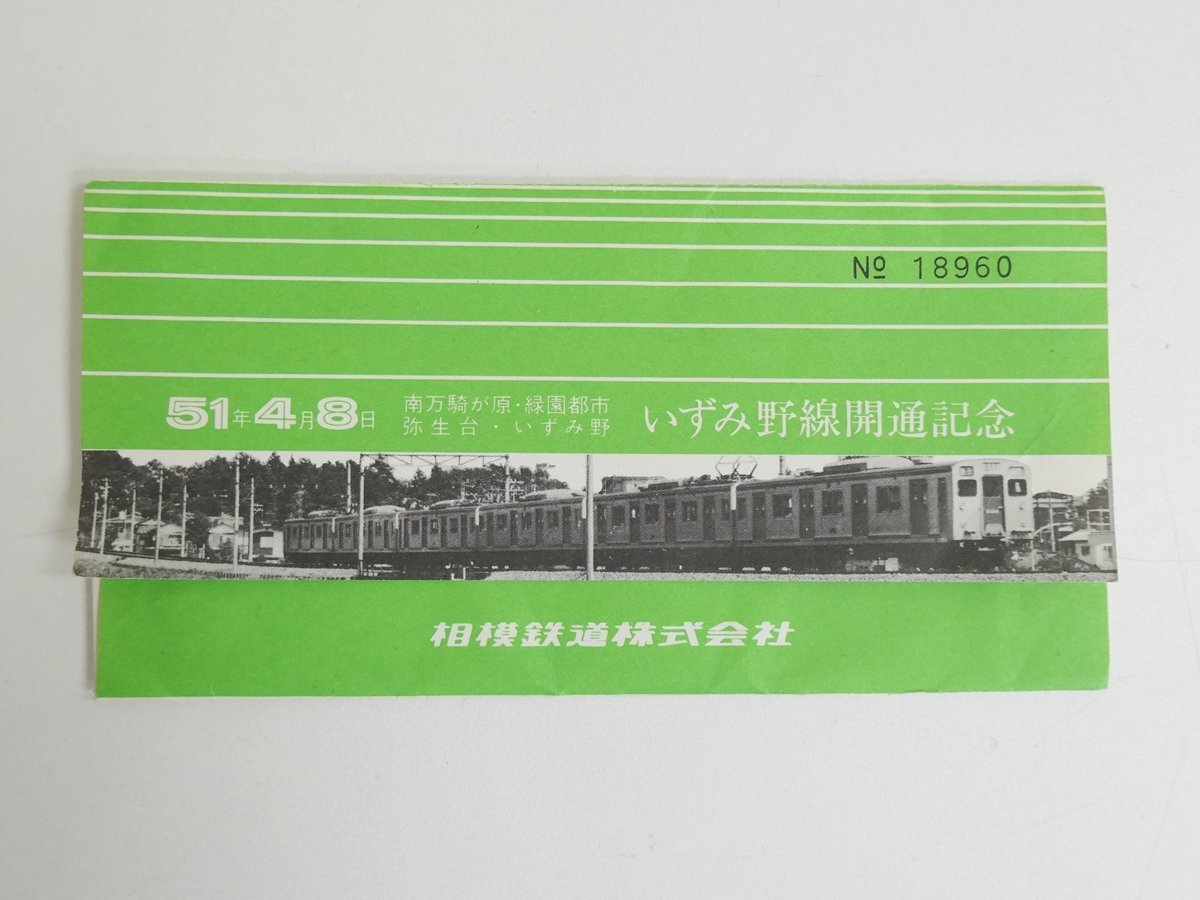 № 18960
51年4月8日
南万騎が原・緑園都市
弥生台・いずみ野
いずみ野線開通記念
相模鉄道株式会社